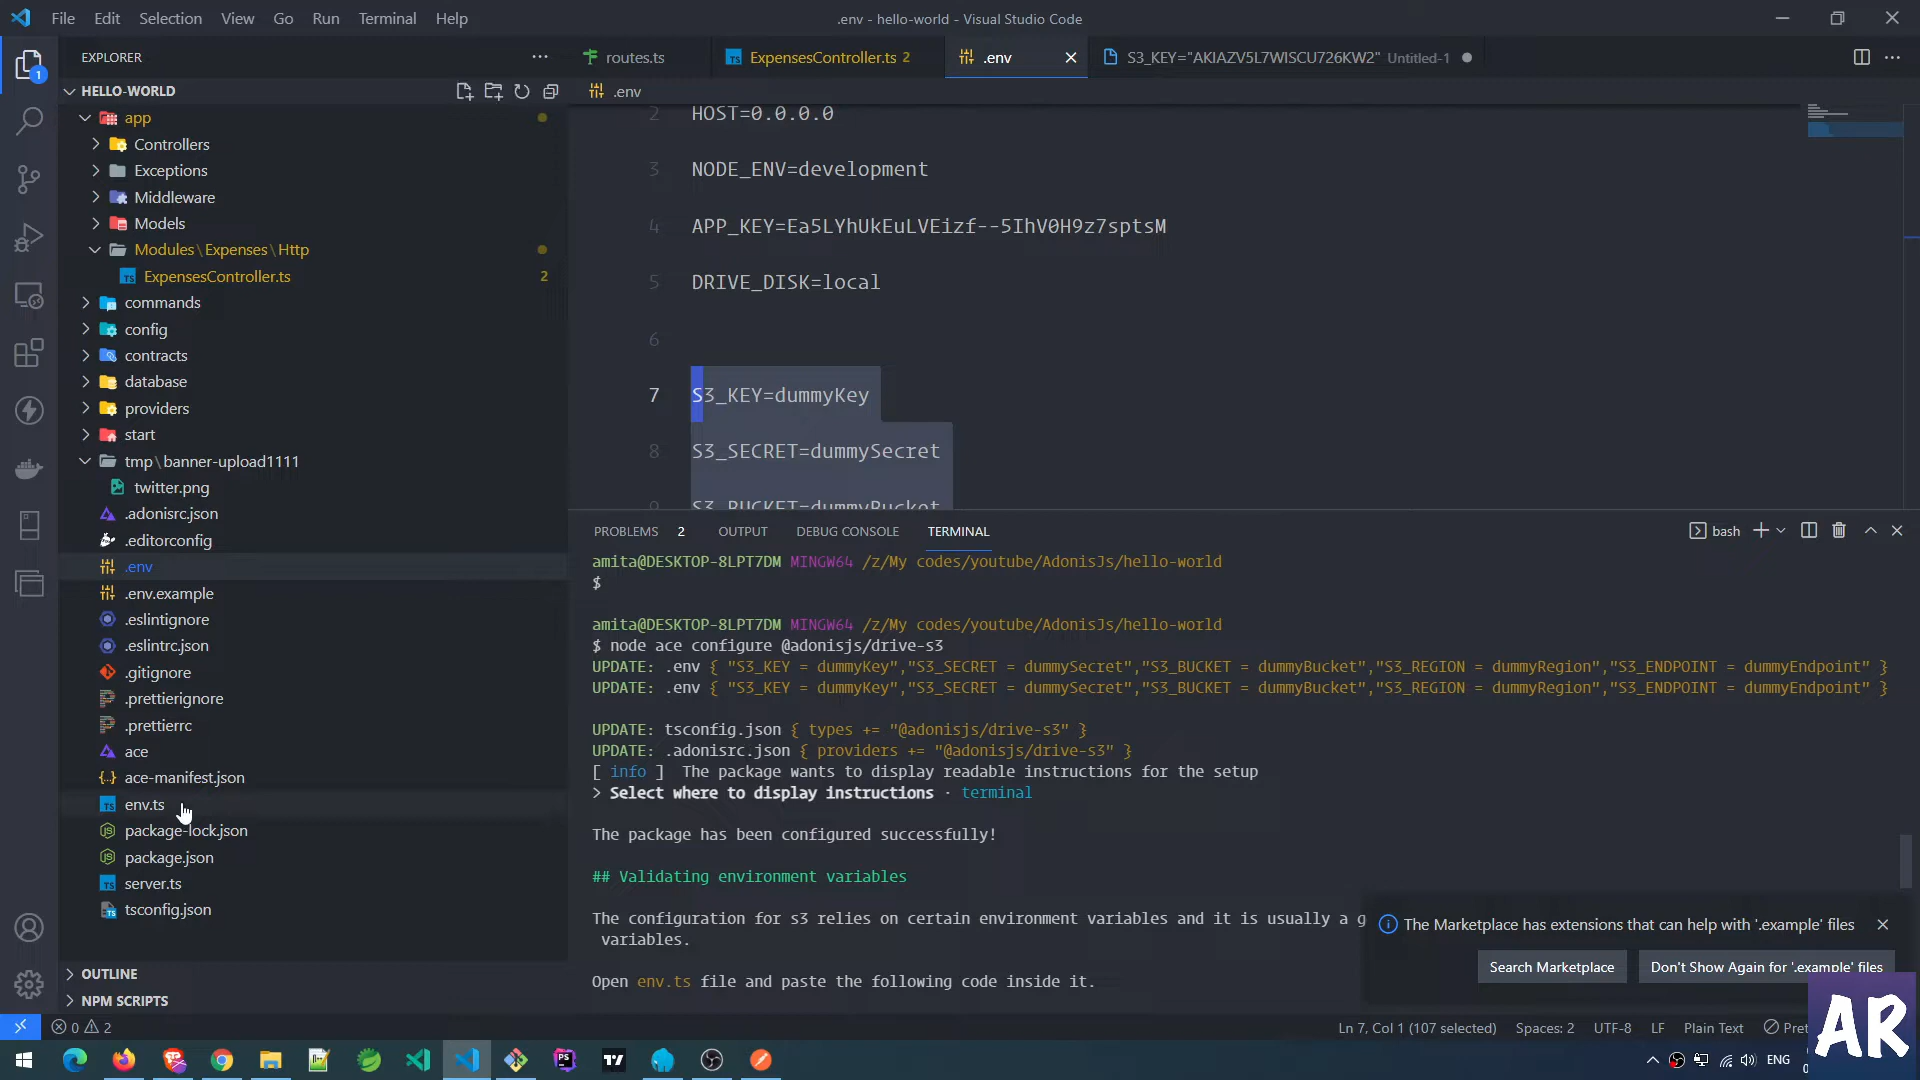 File Edit Selection View Go Run Terminal Help
.env - hello-world - Visual Studio Code
EXPLORER
routes.ts
ExpensesController.ts 2
.env
S3_KEY="AKIAZV5L7WISCU726KW2" Untitled-1
HELLO-WORLD
.env
app
Controllers
Exceptions
Middleware
Models
Modules\Expenses\Http
ExpensesController.ts 2
commands
config
contracts
database
providers
start
tmp\banner-upload1111
twitter.png
.adonisrc.json
.editorconfig
.env
.env.example
.eslintignore
.eslintrc.json
.gitignore
.prettierignore
.prettierrc
ace
ace-manifest.json
env.ts
package-lock.json
package.json
server.ts
tsconfig.json
OUTLINE
NPM SCRIPTS
2 HOST=0.0.0.0
3 NODE_ENV=development
4 APP_KEY=Ea5LYhUkEuLVEizf--5IhV0H9z7sptsM
5 DRIVE_DISK=local
6
7 S3_KEY=dummyKey
8 S3_SECRET=dummySecret
9 S3_BUCKET=dummyBucket
PROBLEMS 2 OUTPUT DEBUG CONSOLE TERMINAL
bash
amita@DESKTOP-8LPT7DM MINGW64 /z/My codes/youtube/AdonisJs/hello-world
$
amita@DESKTOP-8LPT7DM MINGW64 /z/My codes/youtube/AdonisJs/hello-world
$ node ace configure @adonisjs/drive-s3
UPDATE: .env { "S3_KEY = dummyKey","S3_SECRET = dummySecret","S3_BUCKET = dummyBucket","S3_REGION = dummyRegion","S3_ENDPOINT = dummyEndpoint" }
UPDATE: .env { "S3_KEY = dummyKey","S3_SECRET = dummySecret","S3_BUCKET = dummyBucket","S3_REGION = dummyRegion","S3_ENDPOINT = dummyEndpoint" }
UPDATE: tsconfig.json { types += "@adonisjs/drive-s3" }
UPDATE: .adonisrc.json { providers += "@adonisjs/drive-s3" }
[ info ]  The package wants to display readable instructions for the setup
> Select where to display instructions · terminal
The package has been configured successfully!
## Validating environment variables
The configuration for s3 relies on certain environment variables and it is usually a g
variables.
Open env.ts file and paste the following code inside it.
The Marketplace has extensions that can help with '.example' files
Search Marketplace
Don't Show Again for '.example' files
0 2
Ln 7, Col 1 (107 selected) Spaces: 2 UTF-8 LF Plain Text Pret
AR
ENG